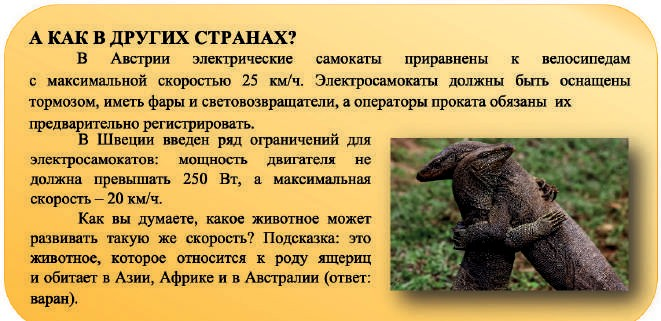 А КАК В ДРУГИХ СТРАНАХ?
В Австрии электрические самокаты приравнены к велосипедам
с максимальной скоростью 25 км/ч. Электросамокаты должны быть оснащены
тормозом, иметь фары и световозвращатели, а операторы проката обязаны их
предварительно регистрировать.
В Швеции введен ряд ограничений для
электросамокатов: мощность двигателя не
должна превышать 250 Вт, а максимальная
скорость – 20 км/ч.
Как вы думаете, какое животное может
развивать такую же скорость? Подсказка: это
животное, которое относится к роду ящериц
и обитает в Азии, Африке и в Австралии (ответ:
варан).